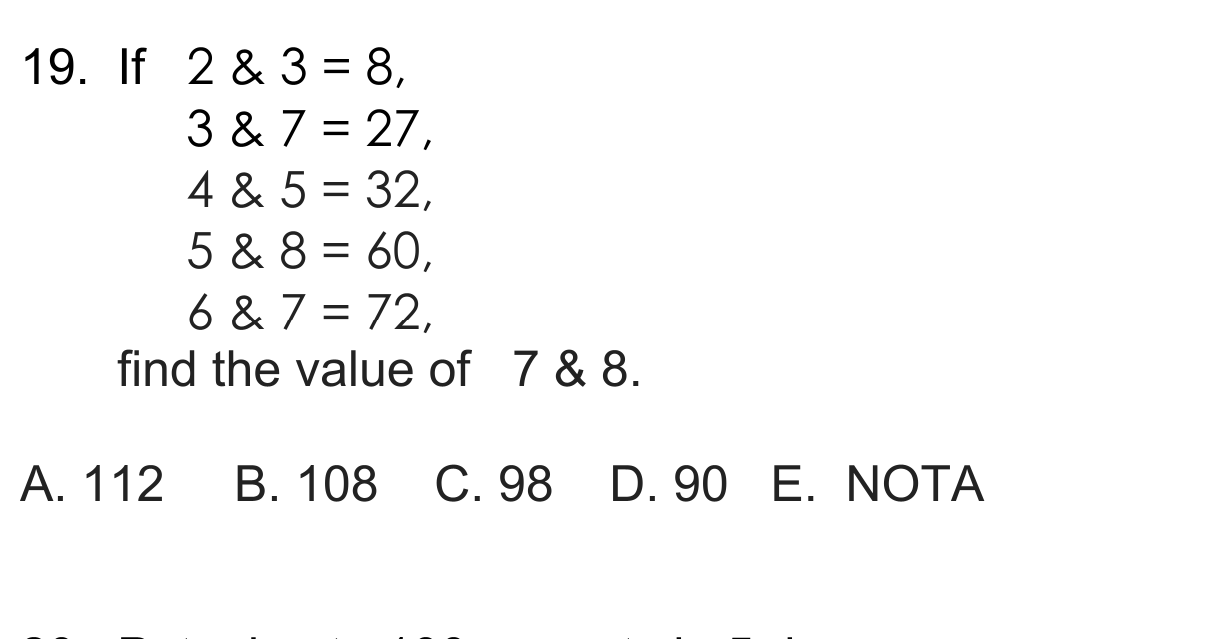 19. If 2 & 3 = 8,
3 & 7 = 27,
4 & 5 = 32,
5 & 8 = 60,
6 & 7 = 72,
find the value of 7 & 8.
A. 112 B. 108 C. 98 D. 90 E. NOTA